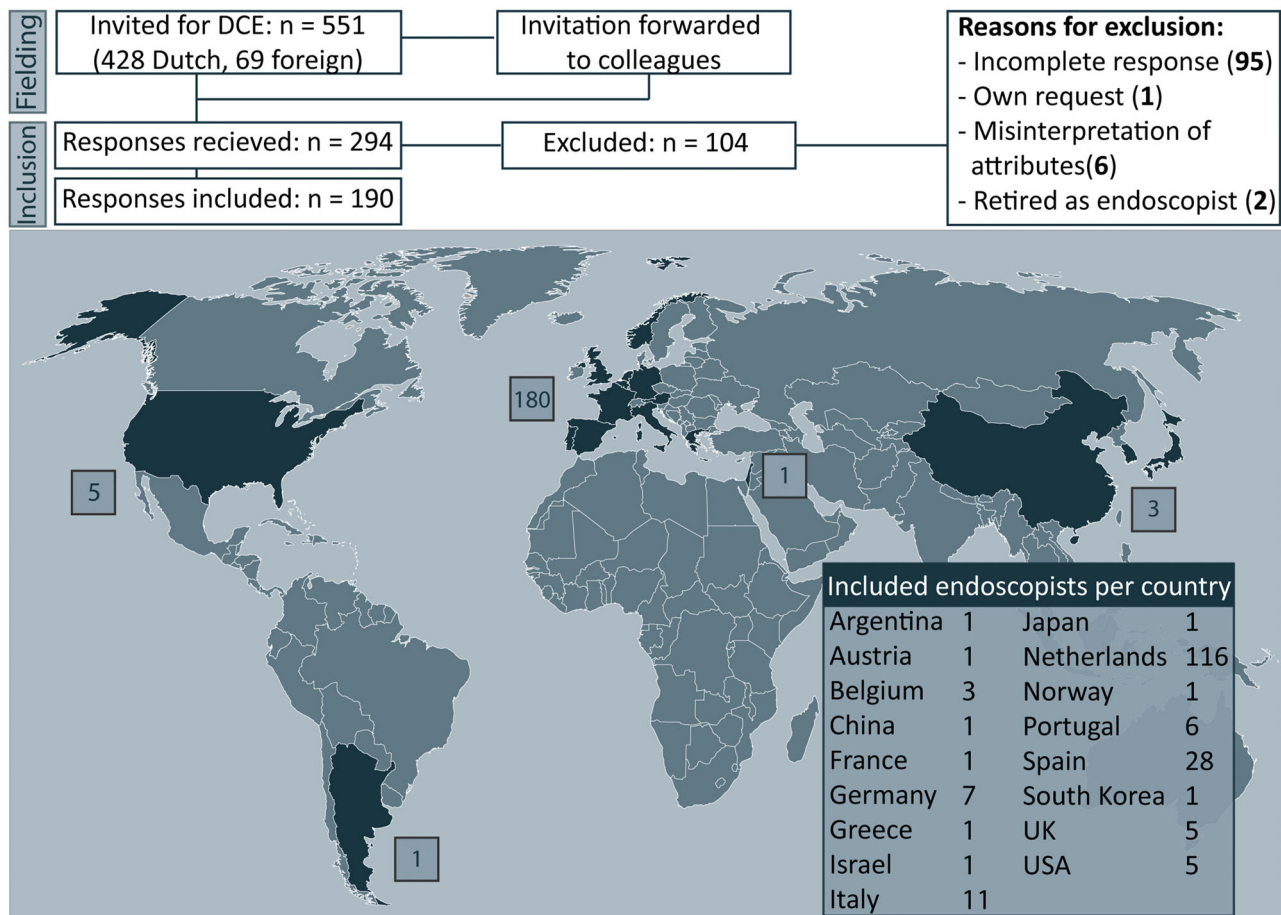 Fielding
Invited for DCE: n = 551
(428 Dutch, 69 foreign)
Invitation forwarded
to colleagues
Reasons for exclusion:
- Incomplete response (95)
- Own request (1)
- Misinterpretation of
attributes(6)
- Retired as endoscopist (2)
Inclusion
Responses recieved: n = 294
Excluded: n = 104
Responses included: n = 190
180
5
1
3
1
Included endoscopists per country
Argentina 1 Japan 1
Austria 1 Netherlands 116
Belgium 3 Norway 1
China 1 Portugal 6
France 1 Spain 28
Germany 7 South Korea 1
Greece 1 UK 5
Israel 1 USA 5
Italy 11